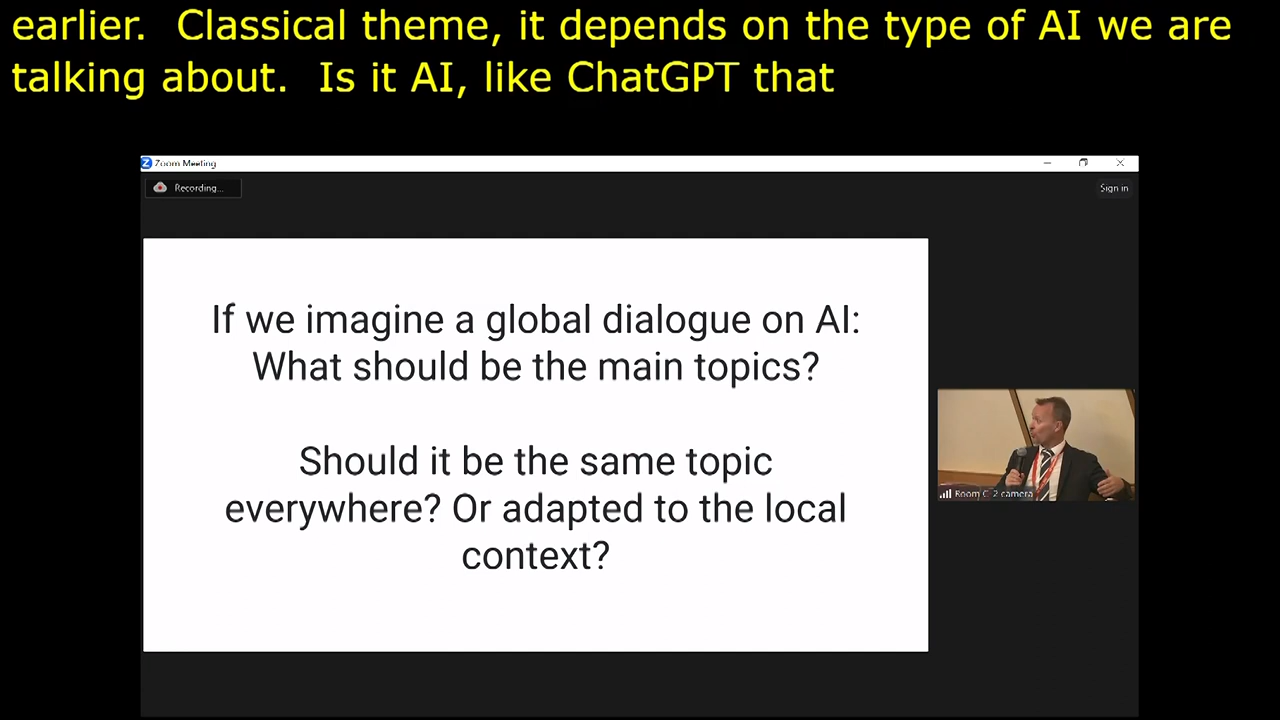 earlier.  Classical theme, it depends on the type of AI we are
talking about.  Is it AI, like ChatGPT that
Zoom Meeting
Recording...
Sign in
If we imagine a global dialogue on AI:
What should be the main topics?
Should it be the same topic
everywhere? Or adapted to the local
context?
Room C 2 camera